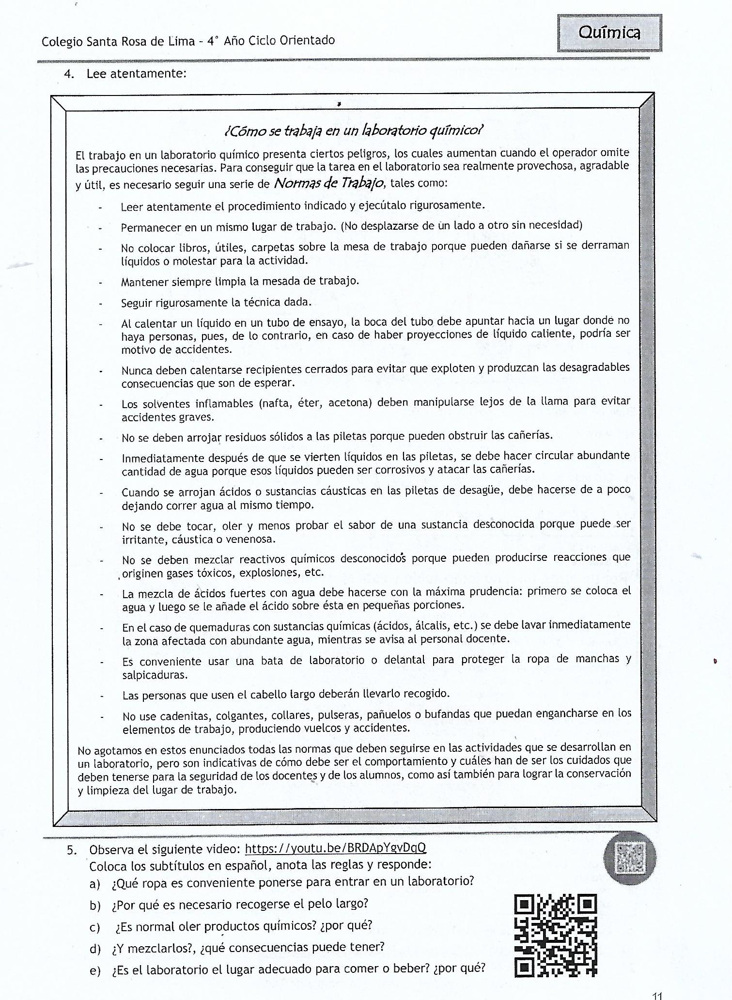 Colegio Santa Rosa de Lima - 4° Año Ciclo Orientado
Química
4. Lee atentamente:
¿Cómo se trabaja en un laboratorio químico?
El trabajo en un laboratorio químico presenta ciertos peligros, los cuales aumentan cuando el operador omite
las precauciones necesarias. Para conseguir que la tarea en el laboratorio sea realmente provechosa, agradable
y útil, es necesario seguir una serie de Normas de Trabajo, tales como:
- Leer atentamente el procedimiento indicado y ejecútalo rigurosamente.
- Permanecer en un mismo lugar de trabajo. (No desplazarse de un lado a otro sin necesidad)
- No colocar libros, útiles, carpetas sobre la mesa de trabajo porque pueden dañarse si se derraman
líquidos o molestar para la actividad.
- Mantener siempre limpia la mesada de trabajo.
- Seguir rigurosamente la técnica dada.
- Al calentar un líquido en un tubo de ensayo, la boca del tubo debe apuntar hacia un lugar donde no
haya personas, pues, de lo contrario, en caso de haber proyecciones de líquido caliente, podría ser
motivo de accidentes.
- Nunca deben calentarse recipientes cerrados para evitar que exploten y produzcan las desagradables
consecuencias que son de esperar.
- Los solventes inflamables (nafta, éter, acetona) deben manipularse lejos de la llama para evitar
accidentes graves.
- No se deben arrojar residuos sólidos a las piletas porque pueden obstruir las cañerías.
- Inmediatamente después de que se vierten líquidos en las piletas, se debe hacer circular abundante
cantidad de agua porque esos líquidos pueden ser corrosivos y atacar las cañerías.
- Cuando se arrojan ácidos o sustancias cáusticas en las piletas de desagüe, debe hacerse de a poco
dejando correr agua al mismo tiempo.
- No se debe tocar, oler y menos probar el sabor de una sustancia desconocida porque puede ser
irritante, cáustica o venenosa.
- No se deben mezclar reactivos químicos desconocidos porque pueden producirse reacciones que
originen gases tóxicos, explosiones, etc.
- La mezcla de ácidos fuertes con agua debe hacerse con la máxima prudencia: primero se coloca el
agua y luego se le añade el ácido sobre ésta en pequeñas porciones.
- En el caso de quemaduras con sustancias químicas (ácidos, álcalis, etc.) se debe lavar inmediatamente
la zona afectada con abundante agua, mientras se avisa al personal docente.
- Es conveniente usar una bata de laboratorio o delantal para proteger la ropa de manchas y
salpicaduras.
- Las personas que usen el cabello largo deberán llevarlo recogido.
- No use cadenitas, colgantes, collares, pulseras, pañuelos o bufandas que puedan engancharse en los
elementos de trabajo, produciendo vuelcos y accidentes.
No agotamos en estos enunciados todas las normas que deben seguirse en las actividades que se desarrollan en
un laboratorio, pero son indicativas de cómo debe ser el comportamiento y cuáles han de ser los cuidados que
deben tenerse para la seguridad de los docentes y de los alumnos, como así también para lograr la conservación
y limpieza del lugar de trabajo.
5. Observa el siguiente video: https://youtu.be/BRDApYgvDqQ
Coloca los subtítulos en español, anota las reglas y responde:
a) ¿Qué ropa es conveniente ponerse para entrar en un laboratorio?
b) ¿Por qué es necesario recogerse el pelo largo?
c) ¿Es normal oler productos químicos? ¿por qué?
d) ¿Y mezclarlos?, ¿qué consecuencias puede tener?
e) ¿Es el laboratorio el lugar adecuado para comer o beber? ¿por qué?
11